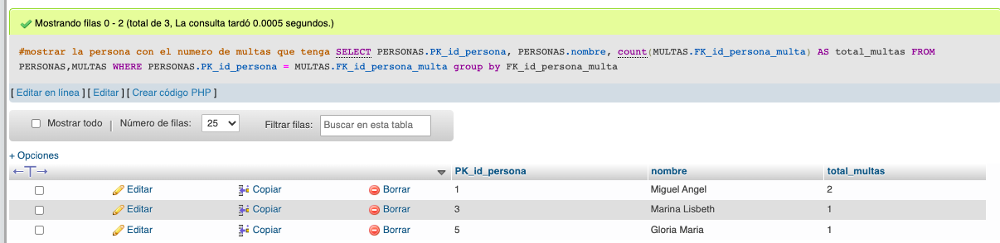 Mostrando filas 0 - 2 (total de 3, La consulta tardó 0.0005 segundos.)
#mostrar la persona con el numero de multas que tenga SELECT PERSONAS.PK_id_persona, PERSONAS.nombre, count(MULTAS.FK_id_persona_multa) AS total_multas FROM
PERSONAS,MULTAS WHERE PERSONAS.PK_id_persona = MULTAS.FK_id_persona_multa group by FK_id_persona_multa
[ Editar en línea ] [ Editar ] [ Crear código PHP ]
Mostrar todo | Número de filas: 25 Filtrar filas: Buscar en esta tabla
+ Opciones
←T→ PK_id_persona nombre total_multas
Editar Copiar Borrar 1 Miguel Angel 2
Editar Copiar Borrar 3 Marina Lisbeth 1
Editar Copiar Borrar 5 Gloria Maria 1